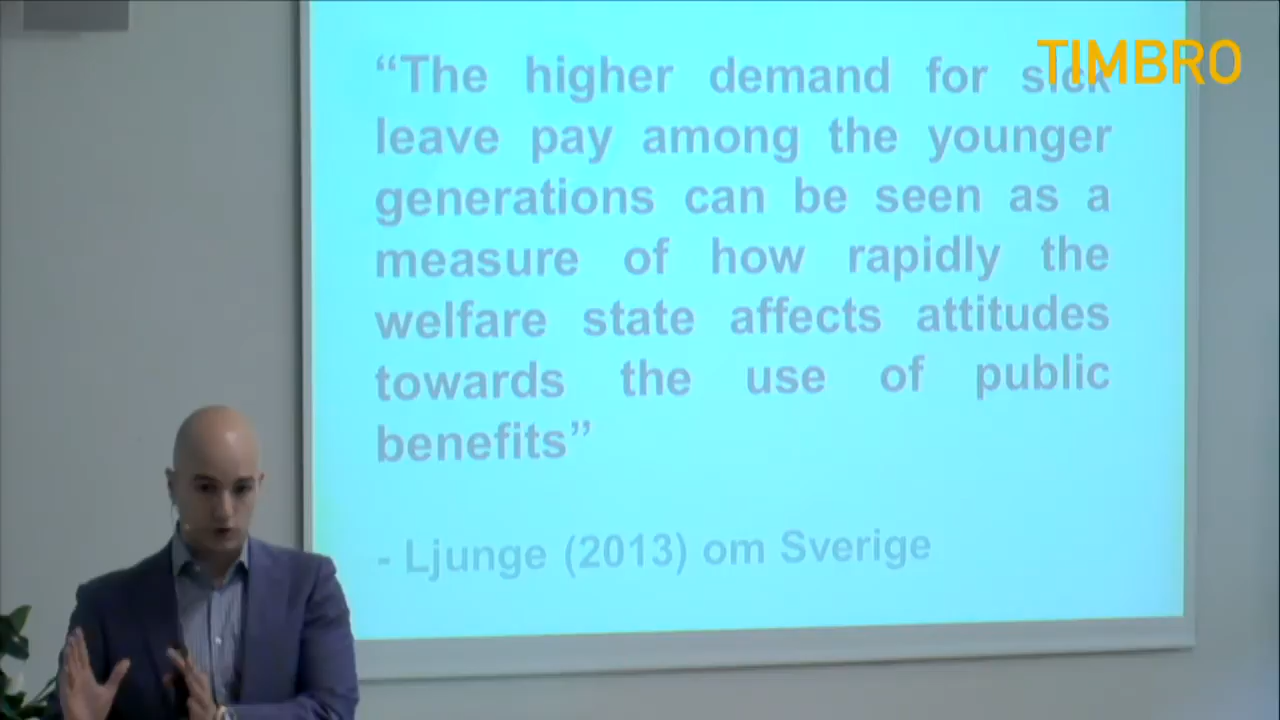 TIMBRO
“The higher demand for sick
leave pay among the younger
generations can be seen as a
measure of how rapidly the
welfare state affects attitudes
towards the use of public
benefits”
- Ljunge (2013) om Sverige